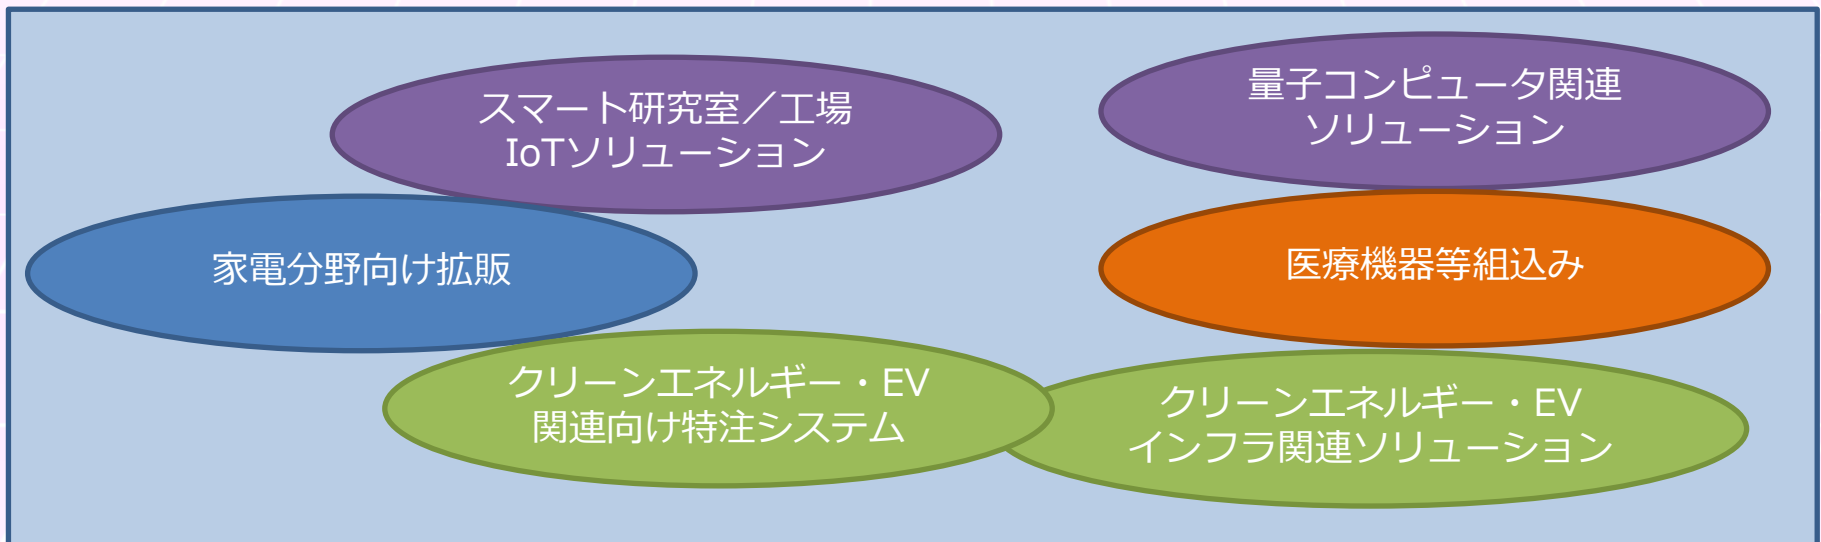 スマート研究室／工場
IoTソリューション
量子コンピュータ関連
ソリューション
家電分野向け拡販
医療機器等組込み
クリーンエネルギー・EV
関連向け特注システム
クリーンエネルギー・EV
インフラ関連ソリューション